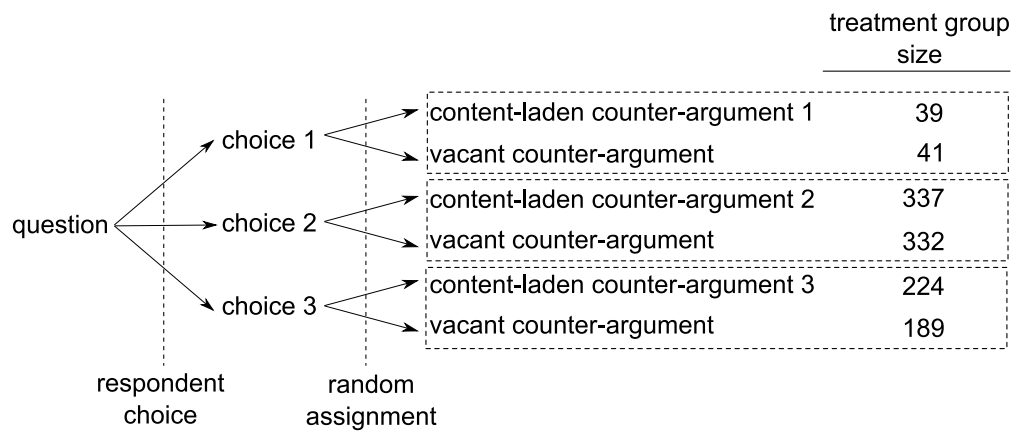 treatment group
size
content-laden counter-argument 1 39
choice 1
vacant counter-argument 41
content-laden counter-argument 2 337
question
choice 2
vacant counter-argument 332
content-laden counter-argument 3 224
choice 3
vacant counter-argument 189
respondent
choice
random
assignment